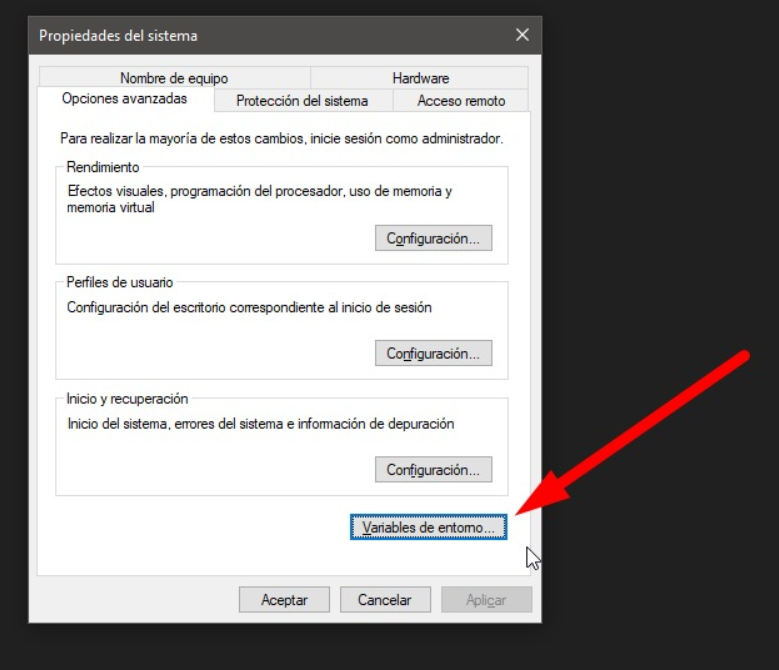 Propiedades del sistema
Nombre de equipo
Hardware
Opciones avanzadas
Protección del sistema
Acceso remoto
Para realizar la mayoría de estos cambios, inicie sesión como administrador.
Rendimiento
Efectos visuales, programación del procesador, uso de memoria y
memoria virtual
Configuración...
Perfiles de usuario
Configuración del escritorio correspondiente al inicio de sesión
Configuración...
Inicio y recuperación
Inicio del sistema, errores del sistema e información de depuración
Configuración...
Variables de entorno...
Aceptar
Cancelar
Aplicar